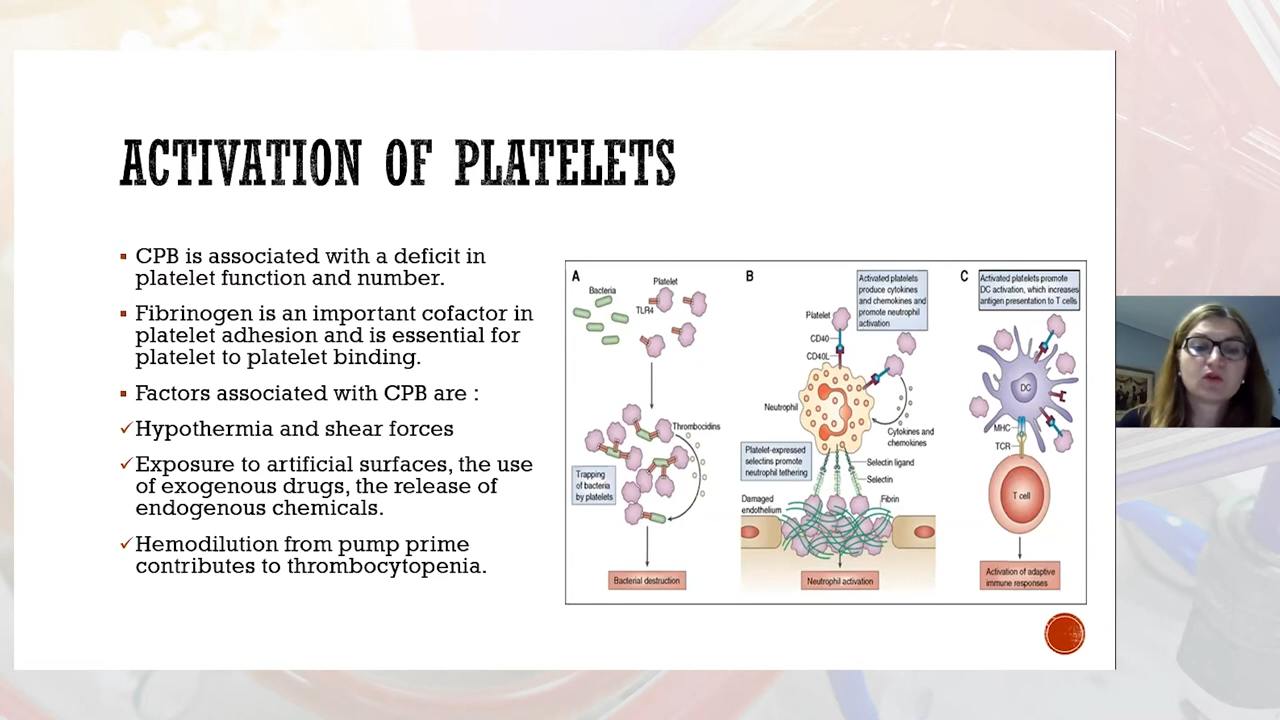 ACTIVATION OF PLATELETS
CPB is associated with a deficit in
platelet function and number.
Fibrinogen is an important cofactor in
platelet adhesion and is essential for
platelet to platelet binding.
Factors associated with CPB are :
Hypothermia and shear forces
Exposure to artificial surfaces, the use
of exogenous drugs, the release of
endogenous chemicals.
Hemodilution from pump prime
contributes to thrombocytopenia.
A
Bacteria
Platelet
TLR4
Thrombocidins
Trapping
of bacteria
by platelets
Bacterial destruction
B
Activated platelets
produce cytokines
and chemokines and
promote neutrophil
activation
Platelet
CD40
CD40L
Neutrophil
Cytokines and
chemokines
Platelet-expressed
selectins promote
neutrophil tethering
Selectin ligand
Selectin
Damaged
endothelium
Fibrin
Neutrophil activation
C
Activated platelets promote
DC activation, which increases
antigen presentation to T cells
DC
MHC
TCR
T cell
Activation of adaptive
immune responses